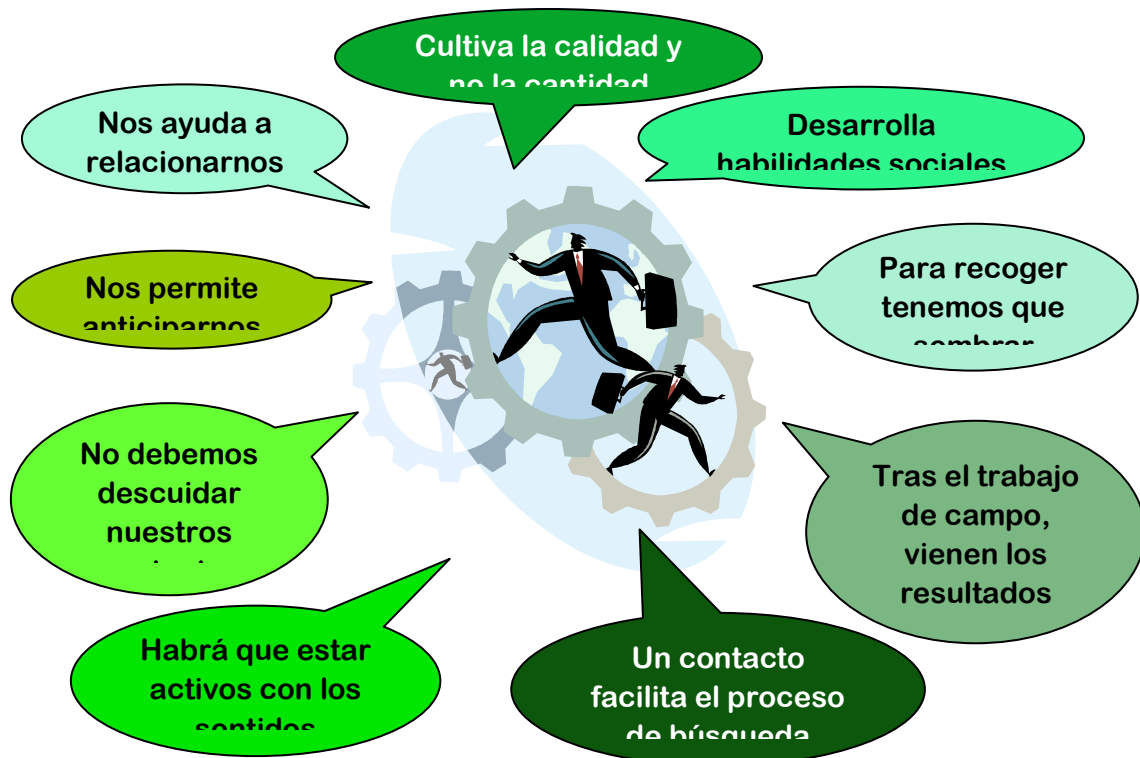 Cultiva la calidad y
no la cantidad
Nos ayuda a
relacionarnos
Desarrolla
habilidades sociales
Nos permite
anticiparnos
Para recoger
tenemos que
sembrar
No debemos
descuidar
nuestros
Tras el trabajo
de campo,
vienen los
resultados
Habrá que estar
activos con los
sentidos
Un contacto
facilita el proceso
de búsqueda